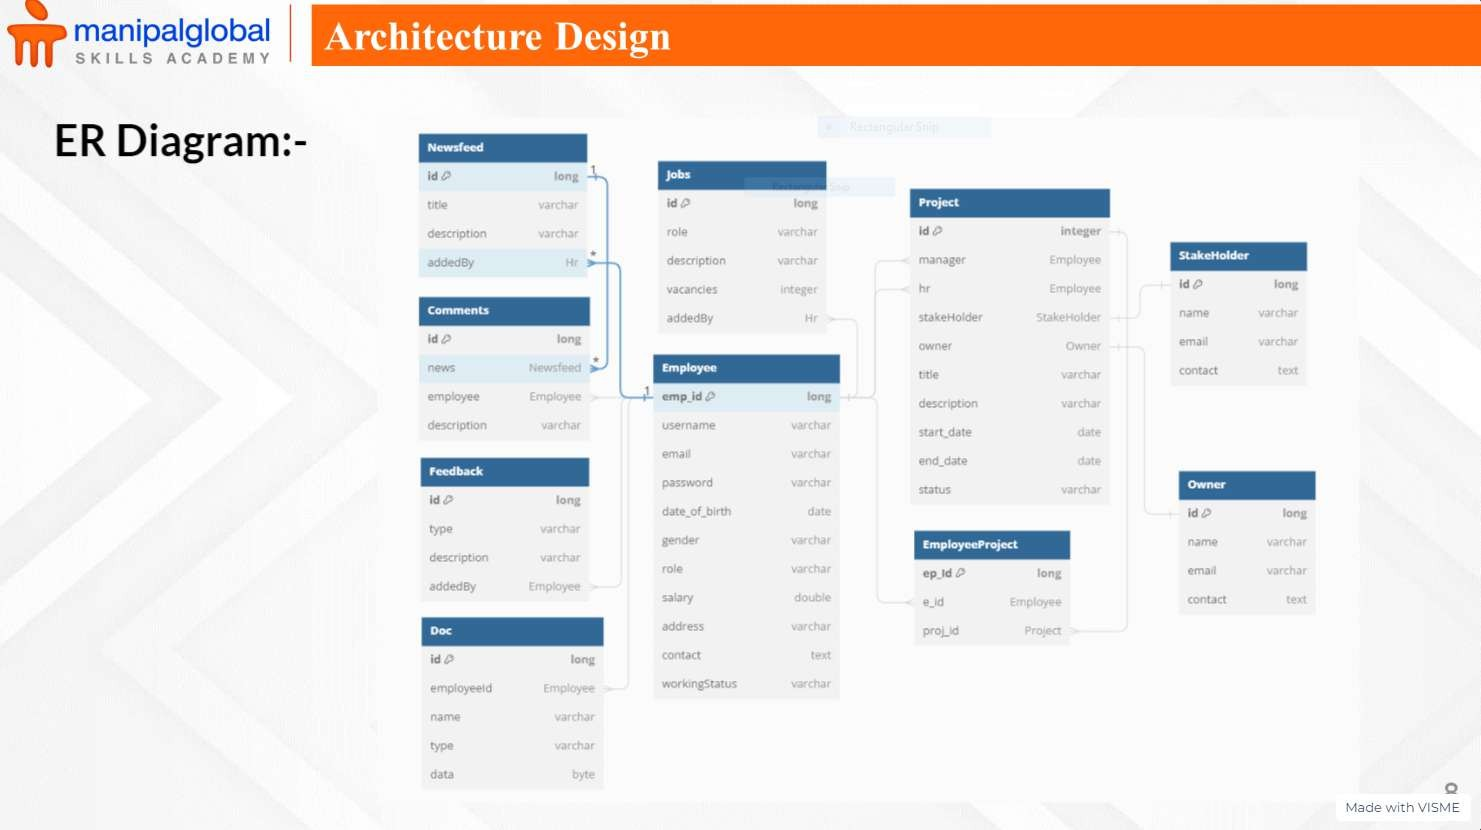 manipalglobal
SKILLS ACADEMY
Architecture Design
ER Diagram:-
Rectangular Snip
Rectangular Snip
Newsfeed
id long
title varchar
description varchar
addedBy Hr
1
*
Comments
id long
news Newsfeed
employee Employee
description varchar
*
Feedback
id long
type varchar
description varchar
addedBy Employee
Doc
id long
employeeId Employee
name varchar
type varchar
data byte
Jobs
id long
role varchar
description varchar
vacancies integer
addedBy Hr
Employee
1
emp_id long
username varchar
email varchar
password varchar
date_of_birth date
gender varchar
role varchar
salary double
address varchar
contact text
workingStatus varchar
Project
id integer
manager Employee
hr Employee
stakeHolder StakeHolder
owner Owner
title varchar
description varchar
start_date date
end_date date
status varchar
EmployeeProject
ep_Id long
e_id Employee
proj_id Project
StakeHolder
id long
name varchar
email varchar
contact text
Owner
id long
name varchar
email varchar
contact text
Made with VISME